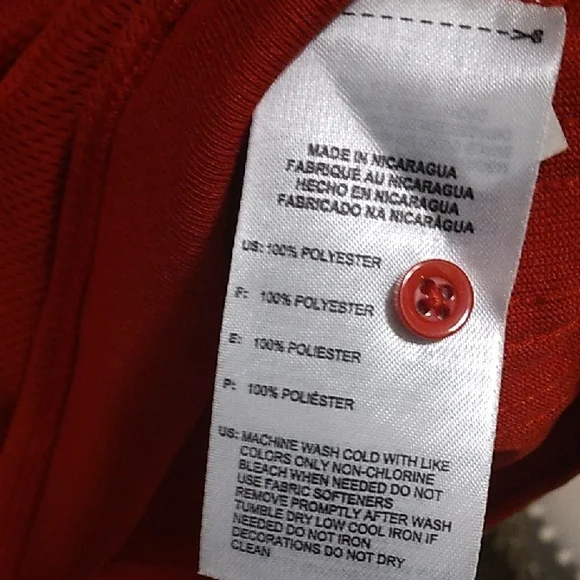 MADE IN NICARAGUA
FABRIQUÉ AU NICARAGUA
HECHO EN NICARAGUA
FABRICADO NA NICARÁGUA
US: 100% POLYESTER
F: 100% POLYESTER
E: 100% POLIESTER
P: 100% POLIÉSTER
US: MACHINE WASH COLD WITH LIKE
COLORS ONLY NON-CHLORINE
BLEACH WHEN NEEDED DO NOT
USE FABRIC SOFTENERS
REMOVE PROMPTLY AFTER WASH
TUMBLE DRY LOW COOL IRON IF
NEEDED DO NOT IRON
DECORATIONS DO NOT DRY
CLEAN